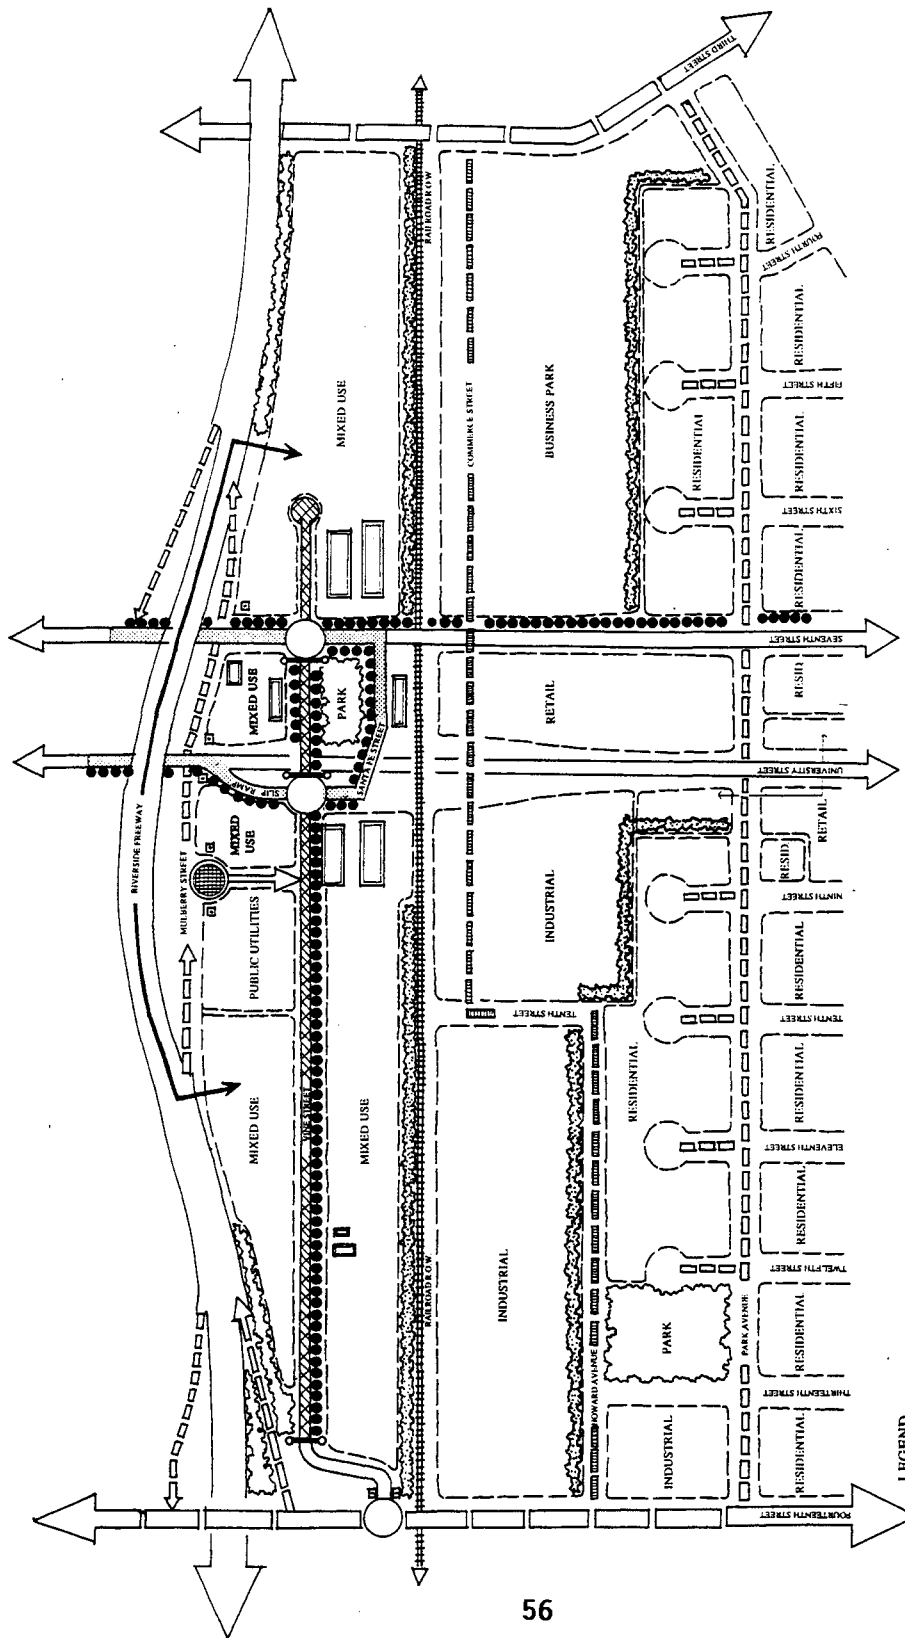 THIRD STREET
RAILROAD ROW
RESIDENTIAL
FOURTH STREET
MIXED USE
COMMERCE STREET
BUSINESS PARK
RESIDENTIAL
RESIDENTIAL
FIFTH STREET
RESIDENTIAL
SIXTH STREET
RESIDENTIAL
SEVENTH STREET
MIXED USE
PARK
RETAIL
RESID
SANTA FE STREET
UNIVERSITY STREET
SLIP RAMP
RIVERSIDE FREEWAY
MULBERRY STREET
MIXED
USE
RETAIL
RESID
NINTH STREET
PUBLIC UTILITIES
INDUSTRIAL
RESIDENTIAL
TENTH STREET
TENTH STREET
MIXED USE
VINE STREET
MIXED USE
RESIDENTIAL
RESIDENTIAL
ELEVENTH STREET
RESIDENTIAL
TWELFTH STREET
RAILROAD ROW
INDUSTRIAL
HOWARD AVENUE
PARK
PARK AVENUE
RESIDENTIAL
THIRTEENTH STREET
INDUSTRIAL
RESIDENTIAL
FOURTEENTH STREET
LEGEND
56